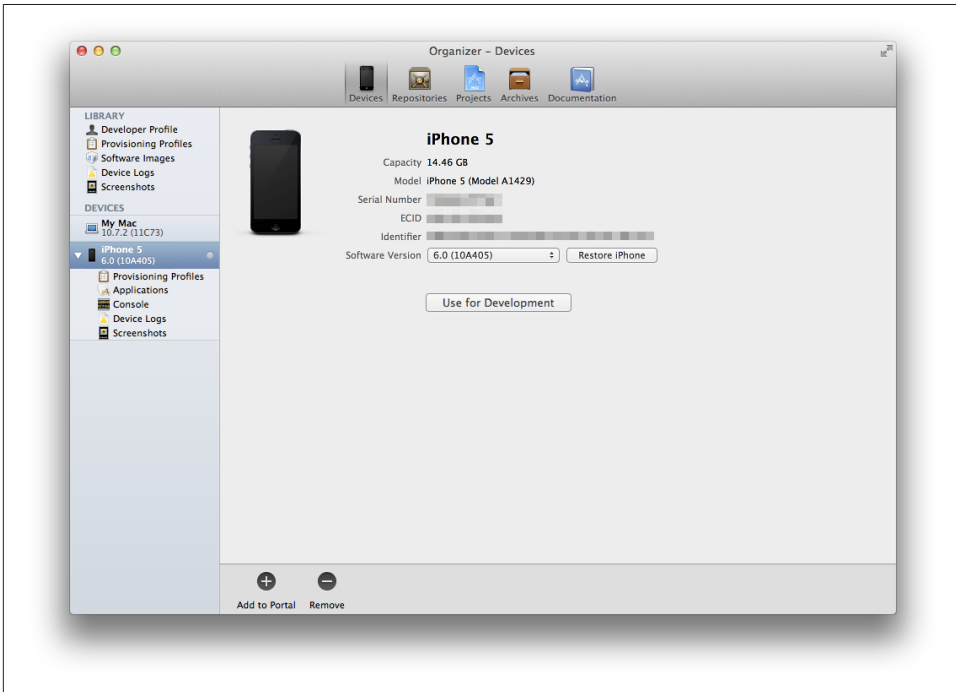 Organizer – Devices
Devices Repositories Projects Archives Documentation
LIBRARY
Developer Profile
Provisioning Profiles
Software Images
Device Logs
Screenshots
DEVICES
My Mac
10.7.2 (11C73)
iPhone 5
6.0 (10A405)
Provisioning Profiles
Applications
Console
Device Logs
Screenshots
iPhone 5
Capacity 14.46 GB
Model iPhone 5 (Model A1429)
Serial Number
ECID
Identifier
Software Version 6.0 (10A405) Restore iPhone
Use for Development
Add to Portal Remove